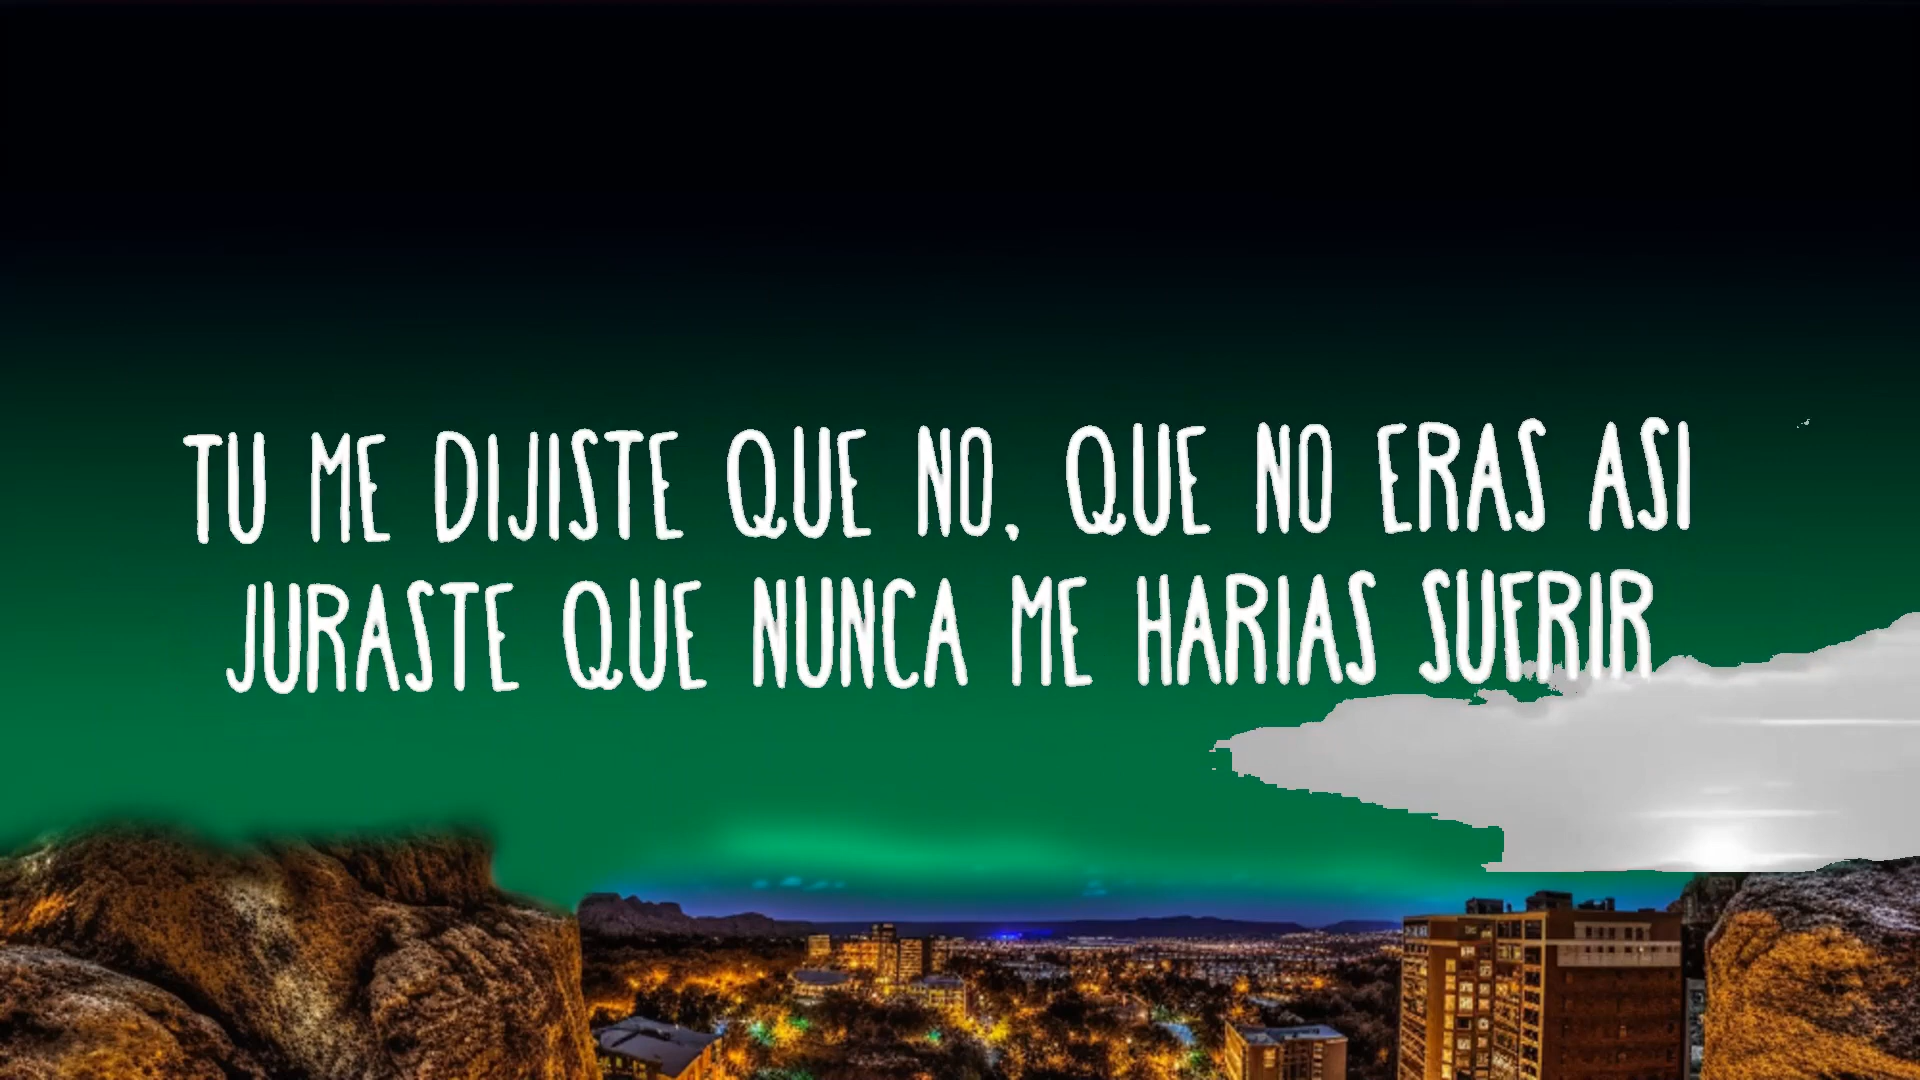 TU ME DIJISTE QUE NO, QUE NO ERAS ASI
JURASTE QUE NUNCA ME HARIAS SUFRIR